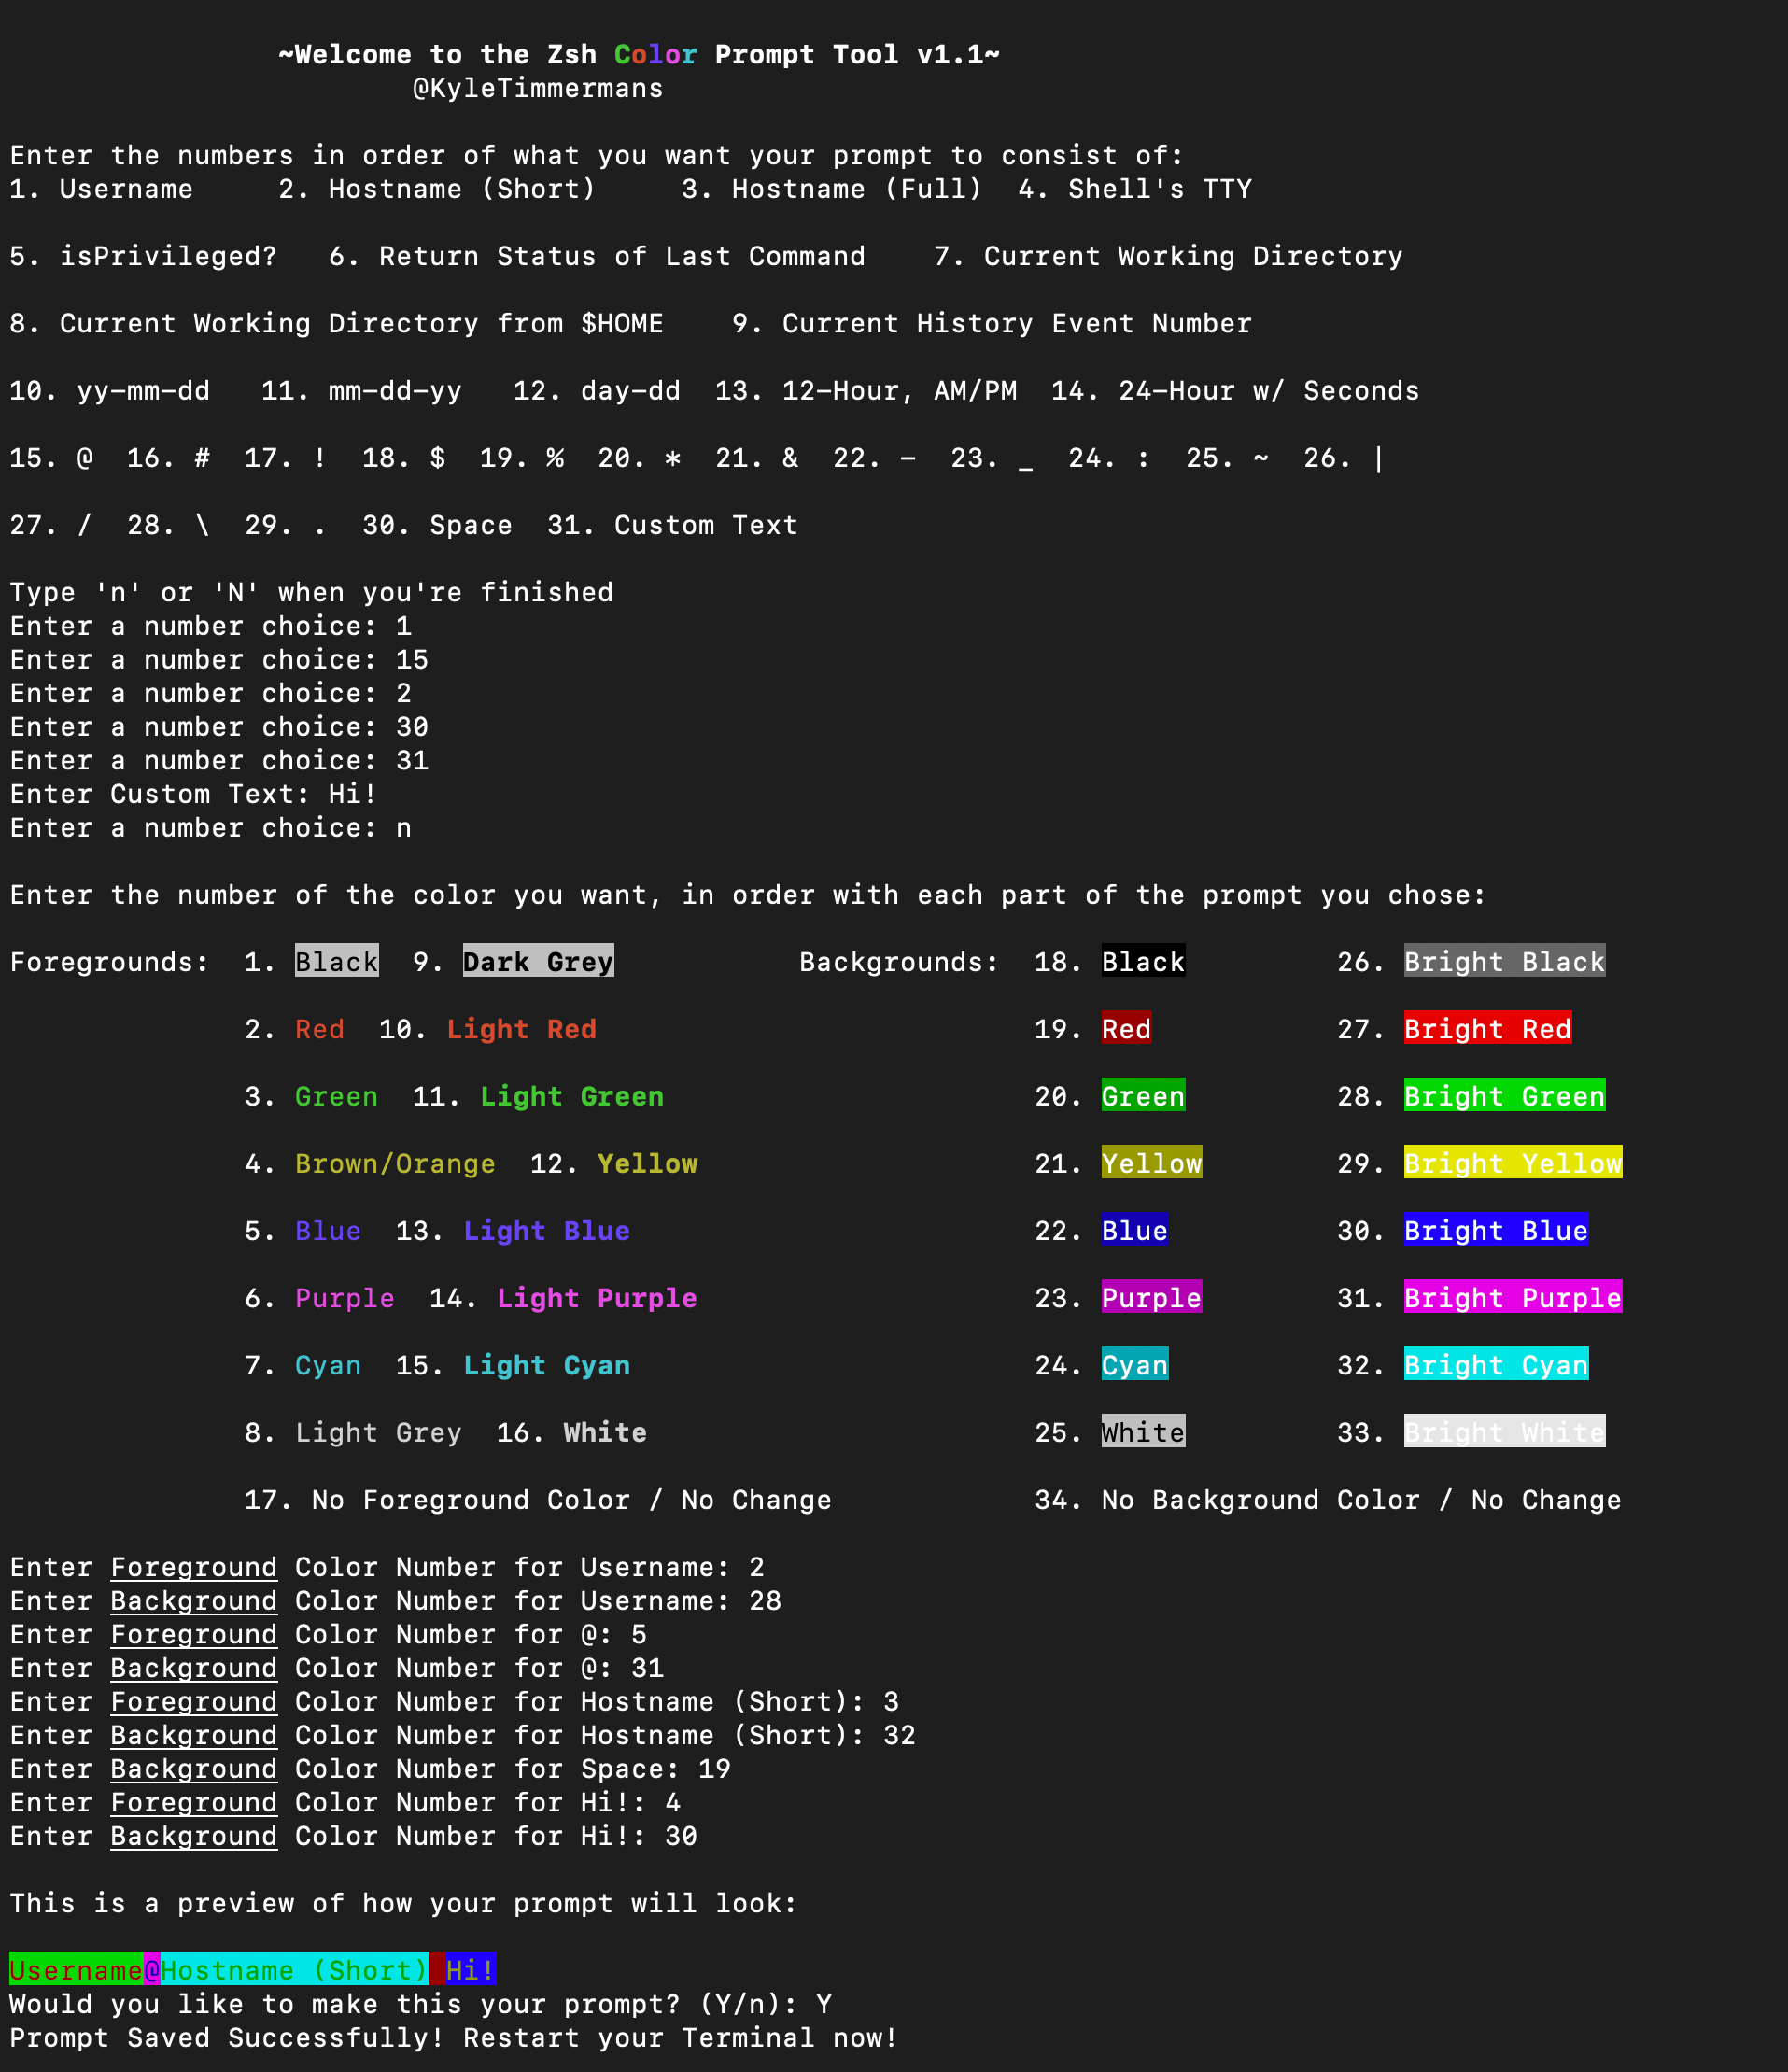 ~Welcome to the Zsh Color Prompt Tool v1.1~
@KyleTimmermans
Enter the numbers in order of what you want your prompt to consist of:
1. Username     2. Hostname (Short)     3. Hostname (Full)  4. Shell's TTY
5. isPrivileged?   6. Return Status of Last Command    7. Current Working Directory
8. Current Working Directory from $HOME    9. Current History Event Number
10. yy-mm-dd   11. mm-dd-yy   12. day-dd  13. 12-Hour, AM/PM  14. 24-Hour w/ Seconds
15. @  16. #  17. !  18. $  19. %  20. *  21. &  22. -  23. _  24. :  25. ~  26. |
27. /  28. \  29. .  30. Space  31. Custom Text
Type 'n' or 'N' when you're finished
Enter a number choice: 1
Enter a number choice: 15
Enter a number choice: 2
Enter a number choice: 30
Enter a number choice: 31
Enter Custom Text: Hi!
Enter a number choice: n
Enter the number of the color you want, in order with each part of the prompt you chose:
Foregrounds:  1. Black  9. Dark Grey           Backgrounds:  18. Black         26. Bright Black
2. Red  10. Light Red                          19. Red           27. Bright Red
3. Green  11. Light Green                      20. Green         28. Bright Green
4. Brown/Orange  12. Yellow                    21. Yellow        29. Bright Yellow
5. Blue  13. Light Blue                        22. Blue          30. Bright Blue
6. Purple  14. Light Purple                    23. Purple        31. Bright Purple
7. Cyan  15. Light Cyan                        24. Cyan          32. Bright Cyan
8. Light Grey  16. White                       25. White         33. Bright White
17. No Foreground Color / No Change            34. No Background Color / No Change
Enter Foreground Color Number for Username: 2
Enter Background Color Number for Username: 28
Enter Foreground Color Number for @: 5
Enter Background Color Number for @: 31
Enter Foreground Color Number for Hostname (Short): 3
Enter Background Color Number for Hostname (Short): 32
Enter Background Color Number for Space: 19
Enter Foreground Color Number for Hi!: 4
Enter Background Color Number for Hi!: 30
This is a preview of how your prompt will look:
Username@Hostname (Short) Hi!
Would you like to make this your prompt? (Y/n): Y
Prompt Saved Successfully! Restart your Terminal now!